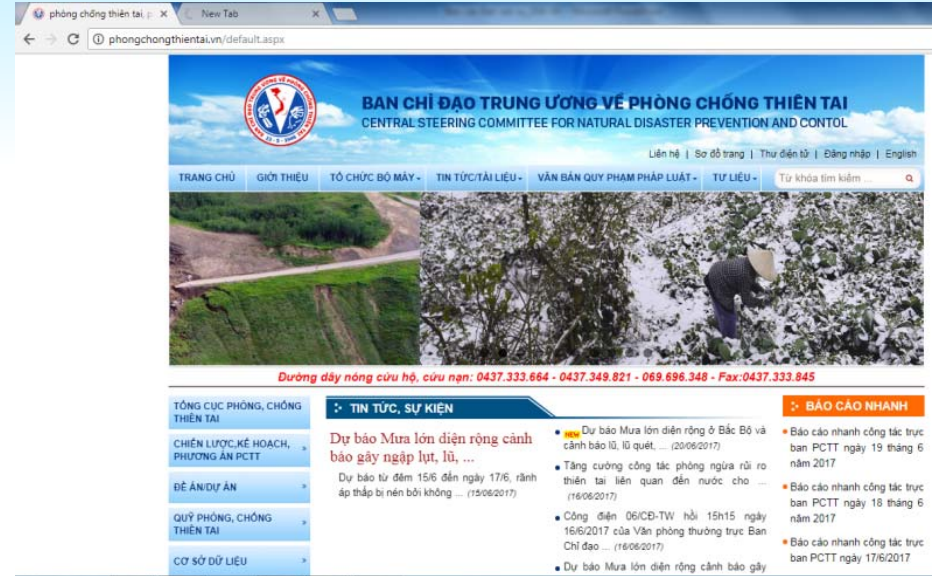 phòng chống thiên tai, p
New Tab
phongchongthientai.vn/default.aspx
BAN CHỈ ĐẠO TRUNG ƯƠNG VỀ PHÒNG CHỐNG THIÊN TAI
CENTRAL STEERING COMMITTEE FOR NATURAL DISASTER PREVENTION AND CONTOL
Liên hệ | Sơ đồ trang | Thư điện tử | Đăng nhập | English
TRANG CHỦ GIỚI THIỆU TỔ CHỨC BỘ MÁY TIN TỨC/TÀI LIỆU VĂN BẢN QUY PHẠM PHÁP LUẬT TƯ LIỆU Từ khóa tìm kiếm ...
Đường dây nóng cứu hộ, cứu nạn: 0437.333.664 - 0437.349.821 - 069.696.348 - Fax:0437.333.845
TỔNG CỤC PHÒNG, CHỐNG
THIÊN TAI
CHIẾN LƯỢC,KẾ HOẠCH,
PHƯƠNG ÁN PCTT
ĐỀ ÁN/DỰ ÁN
QUỸ PHÒNG, CHỐNG
THIÊN TAI
CƠ SỞ DỮ LIỆU
TIN TỨC, SỰ KIỆN
Dự báo Mưa lớn diện rộng cảnh
báo gây ngập lụt, lũ, ...
Dự báo từ đêm 15/6 đến ngày 17/6, rãnh
áp thấp bị nén bởi không ... (15/06/2017)
NEW Dự báo Mưa lớn diện rộng ở Bắc Bộ và
cảnh báo lũ, lũ quét, ... (20/06/2017)
Tăng cường công tác phòng ngừa rủi ro
thiên tai liên quan đến nước cho ...
(16/06/2017)
Công điện 06/CĐ-TW hồi 15h15 ngày
16/6/2017 của Văn phòng thường trực Ban
Chỉ đạo ... (16/06/2017)
Dự báo Mưa lớn diện rộng cảnh báo gây
BÁO CÁO NHANH
Báo cáo nhanh công tác trực
ban PCTT ngày 19 tháng 6
năm 2017
Báo cáo nhanh công tác trực
ban PCTT ngày 18 tháng 6
năm 2017
Báo cáo nhanh công tác trực
ban PCTT ngày 17/6/2017